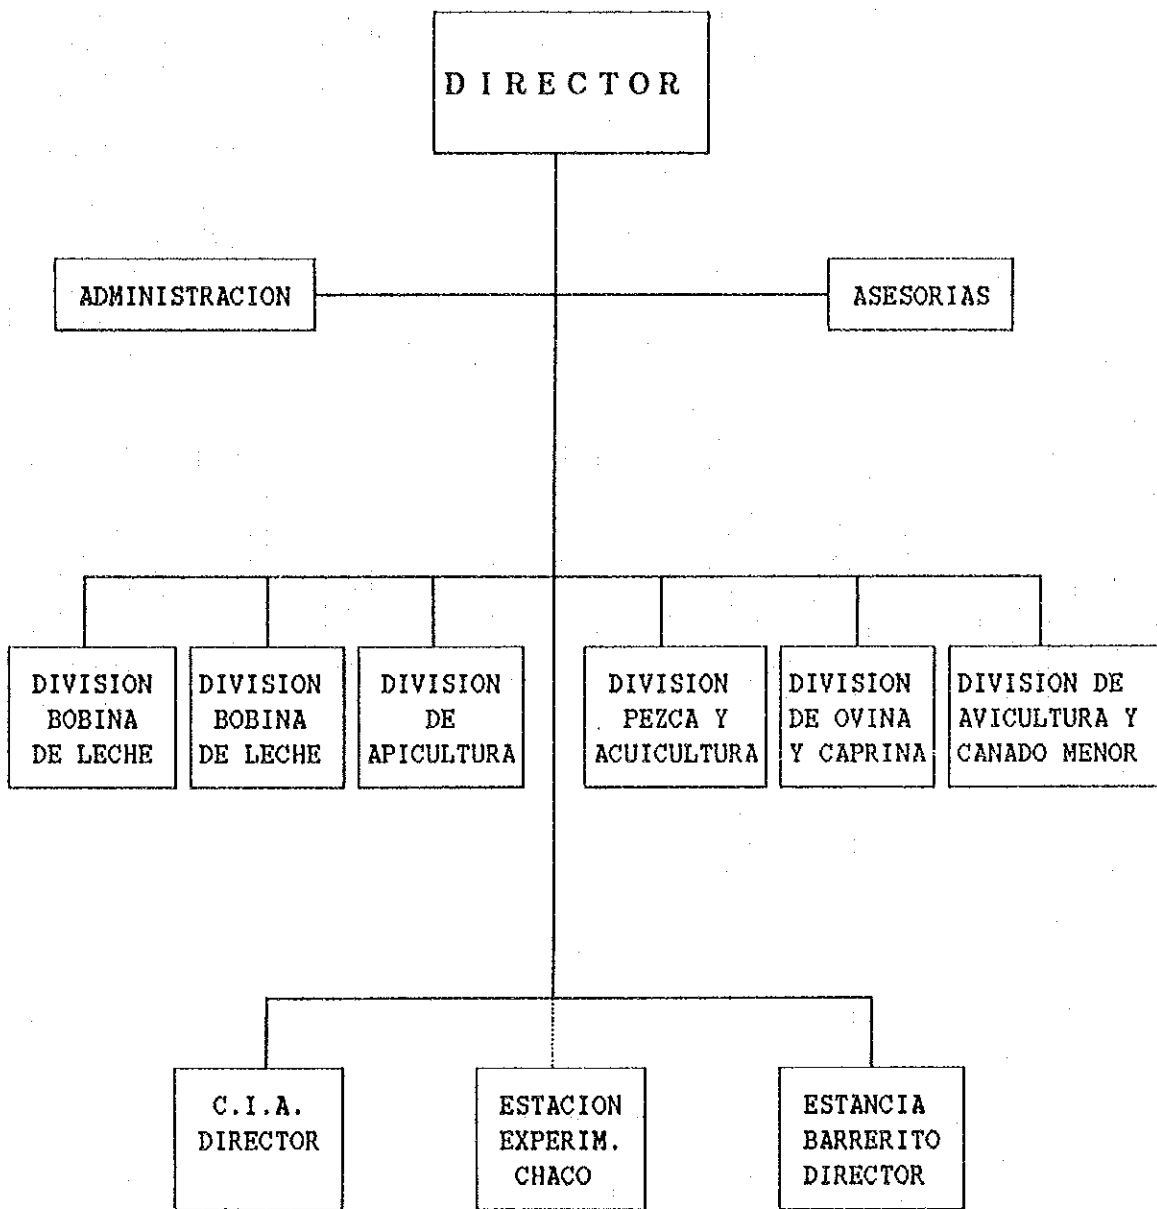 DIRECTOR
ADMINISTRACION
ASESORIAS
DIVISION
BOBINA
DE LECHE
DIVISION
BOBINA
DE LECHE
DIVISION
DE
APICULTURA
DIVISION
PEZCA Y
ACUICULTURA
DIVISION
DE OVINA
Y CAPRINA
DIVISION DE
AVICULTURA Y
CANADO MENOR
C.I.A.
DIRECTOR
ESTACION
EXPERIM.
CHACO
ESTANCIA
BARRERITO
DIRECTOR